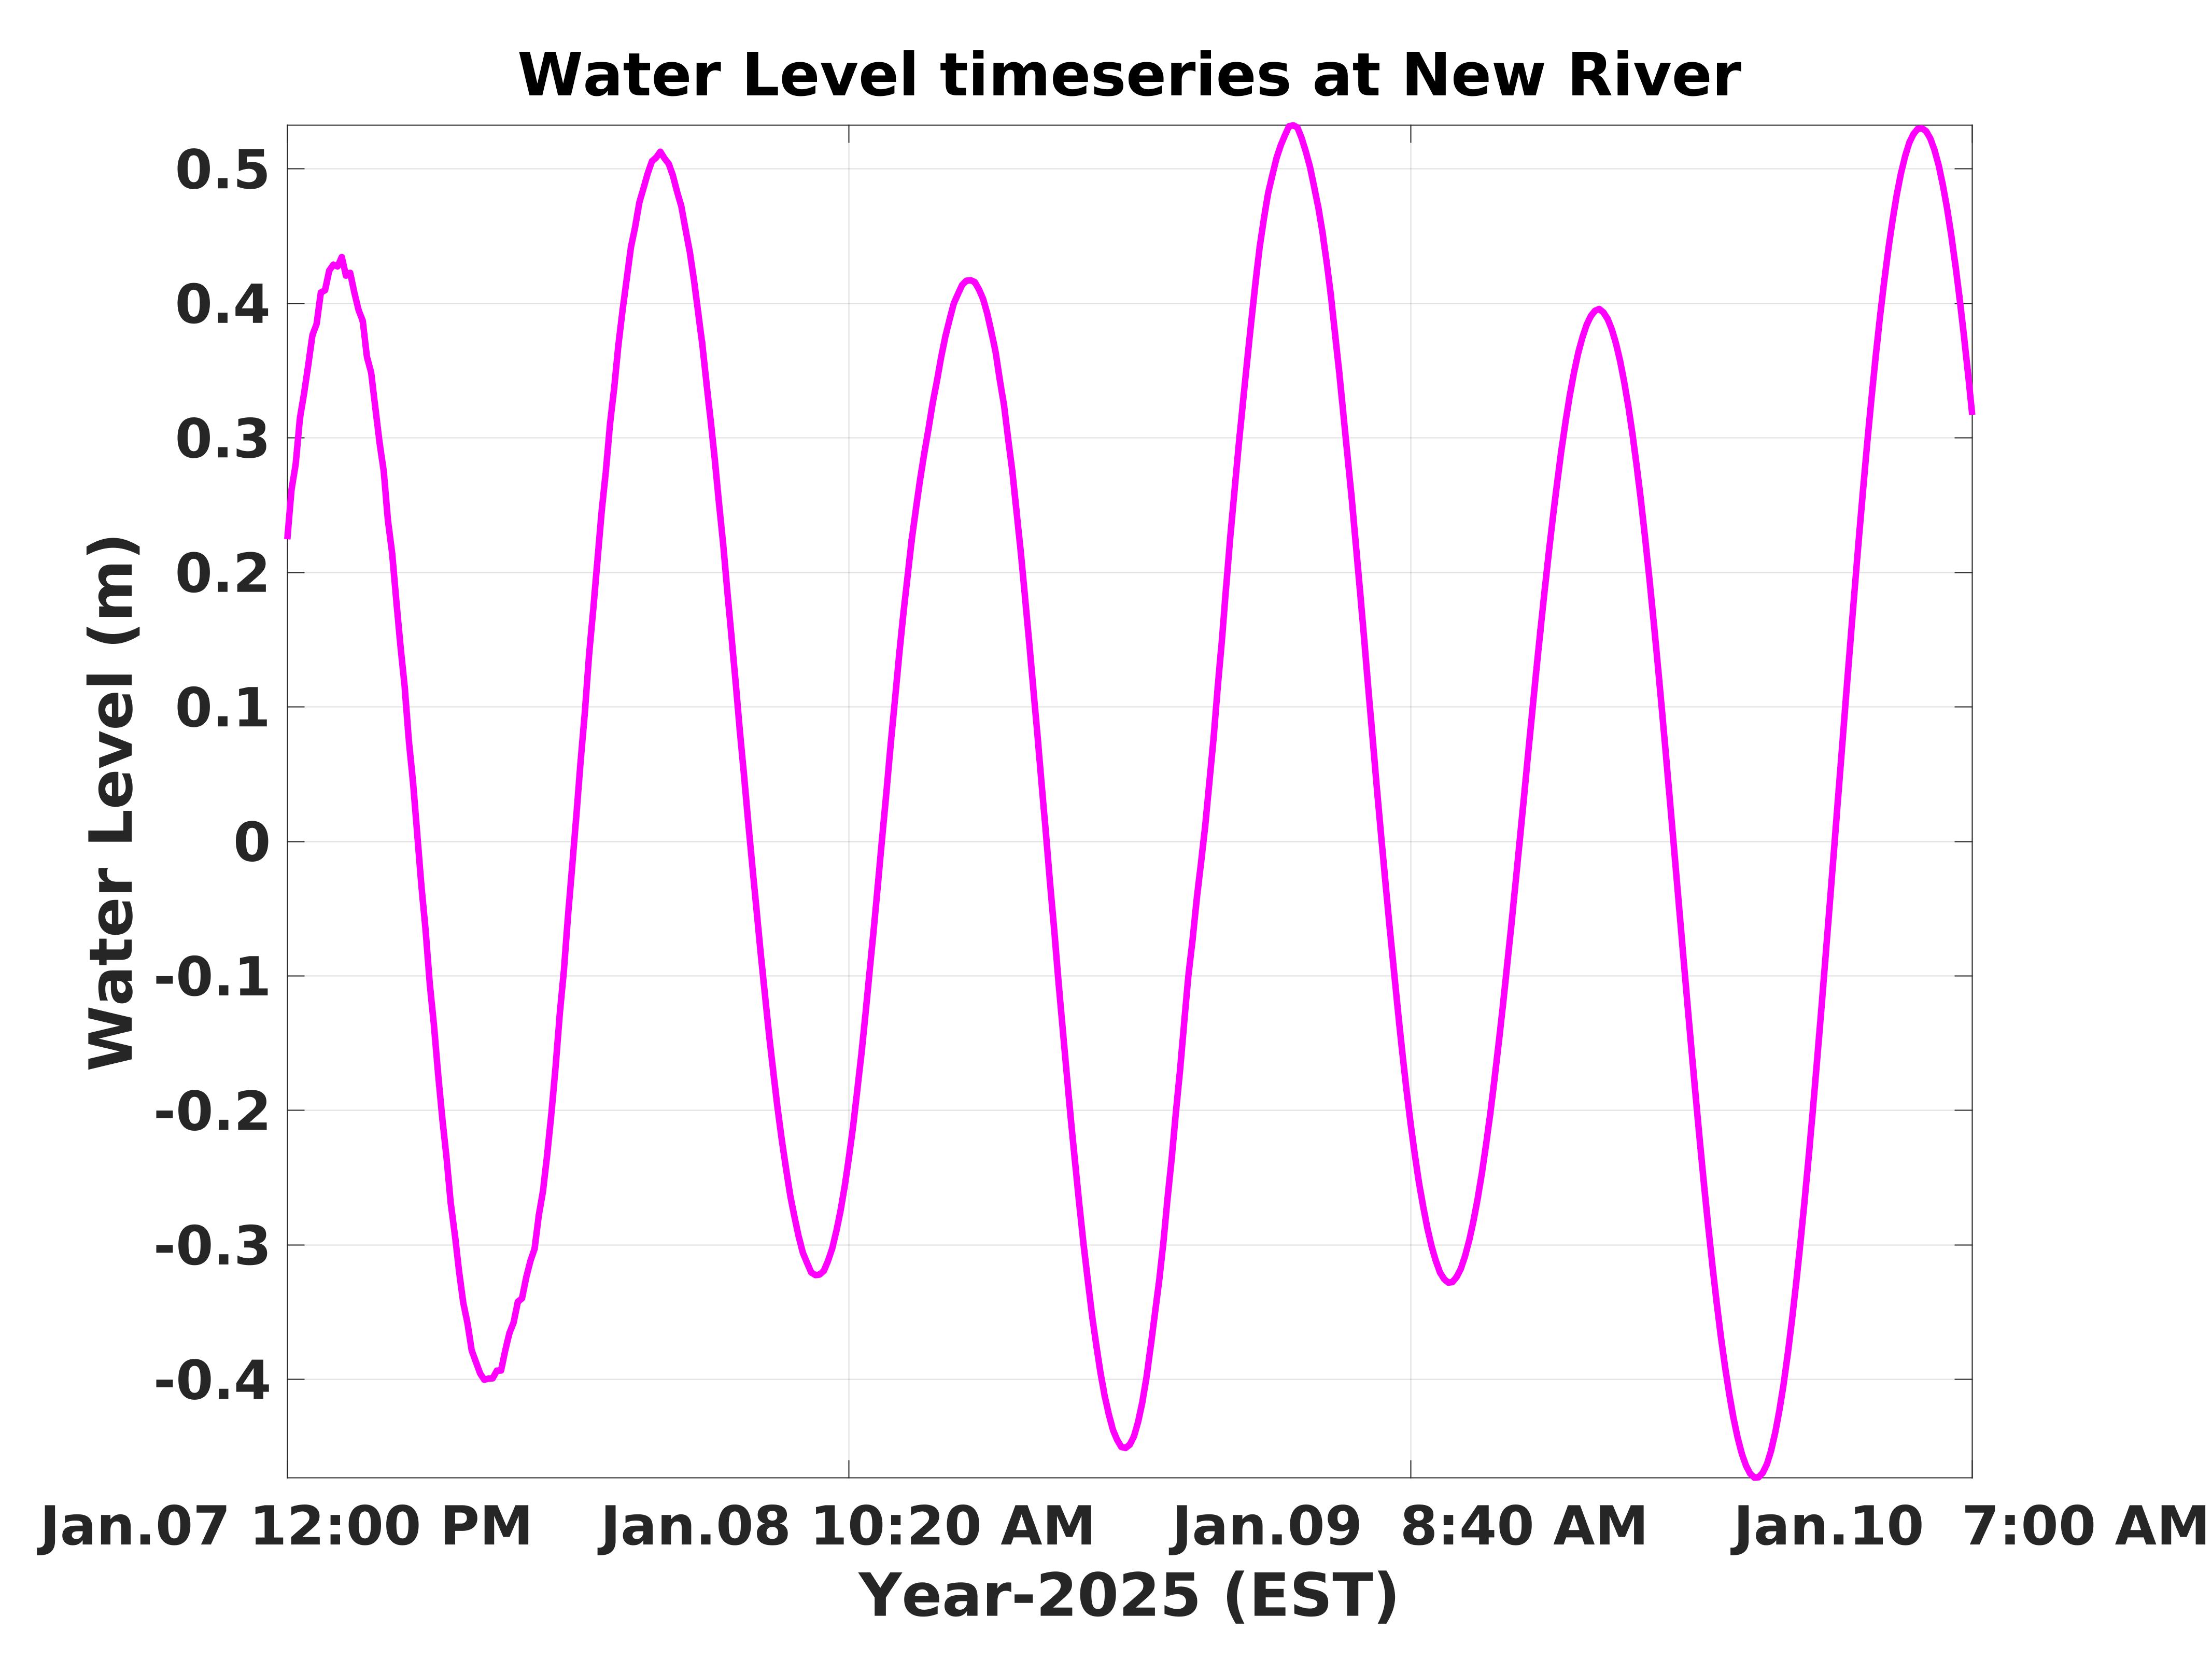 Water Level timeseries at New River
Water Level (m)
0.5
0.4
0.3
0.2
0.1
0
-0.1
-0.2
-0.3
-0.4
Jan.07 12:00 PM
Jan.08 10:20 AM
Jan.09 8:40 AM
Jan.10 7:00 AM
Year-2025 (EST)